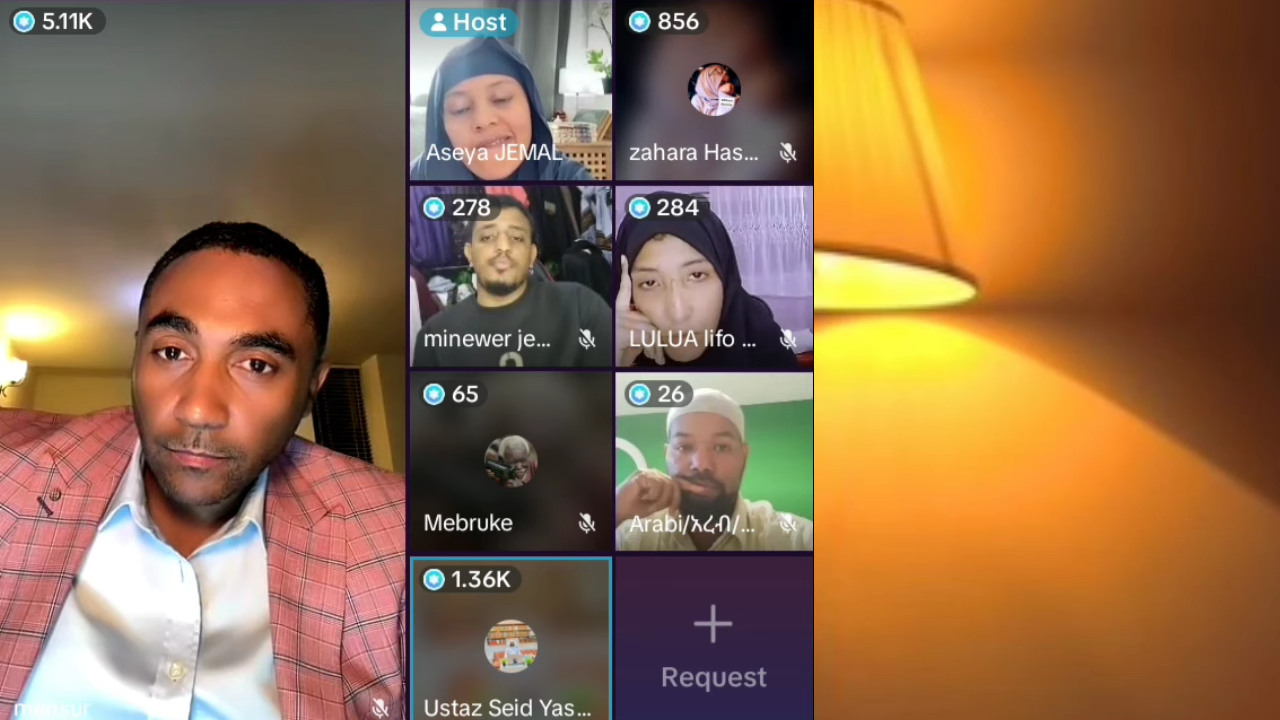 5.11K
mensur
Host
Aseya JEMAL
856
zahara Has...
278
minewer je...
284
LULUA lifo ...
65
Mebruke
26
Arabi/አረብ/...
1.36K
Ustaz Seid Yas...
Request